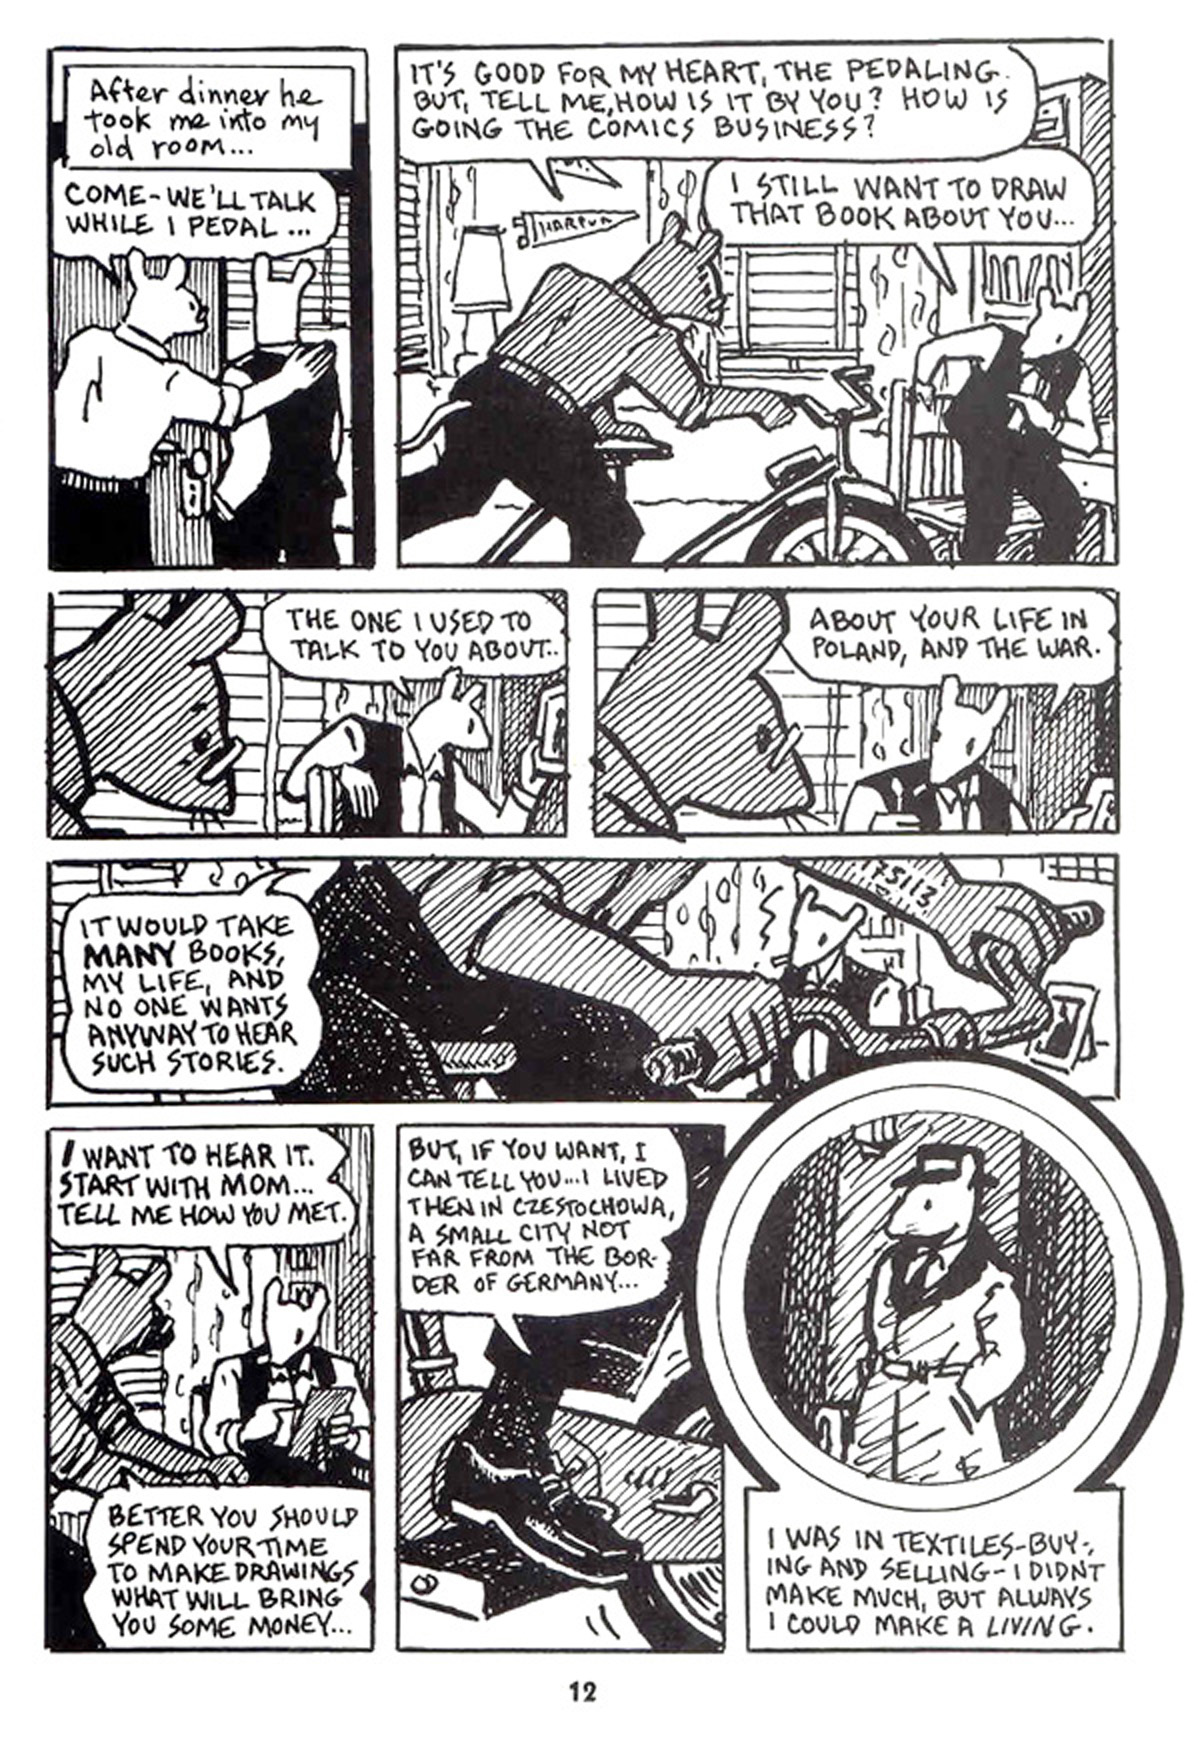 After dinner he
took me into my
old room...
COME-WE'LL TALK
WHILE I PEDAL ...
IT'S GOOD FOR MY HEART, THE PEDALING.
BUT, TELL ME, HOW IS IT BY YOU? HOW IS
GOING THE COMICS BUSINESS?
I STILL WANT TO DRAW
THAT BOOK ABOUT YOU...
HARPUR
THE ONE I USED TO
TALK TO YOU ABOUT..
ABOUT YOUR LIFE IN
POLAND, AND THE WAR.
IT WOULD TAKE
MANY BOOKS,
MY LIFE, AND
NO ONE WANTS
ANYWAY TO HEAR
SUCH STORIES.
175113
I WANT TO HEAR IT.
START WITH MOM...
TELL ME HOW YOU MET.
BETTER YOU SHOULD
SPEND YOUR TIME
TO MAKE DRAWINGS
WHAT WILL BRING
YOU SOME MONEY...
BUT, IF YOU WANT, I
CAN TELL YOU...I LIVED
THEN IN CZESTOCHOWA,
A SMALL CITY NOT
FAR FROM THE BOR-
DER OF GERMANY...
I WAS IN TEXTILES-BUY-
ING AND SELLING-I DIDN'T
MAKE MUCH, BUT ALWAYS
I COULD MAKE A LIVING.
12